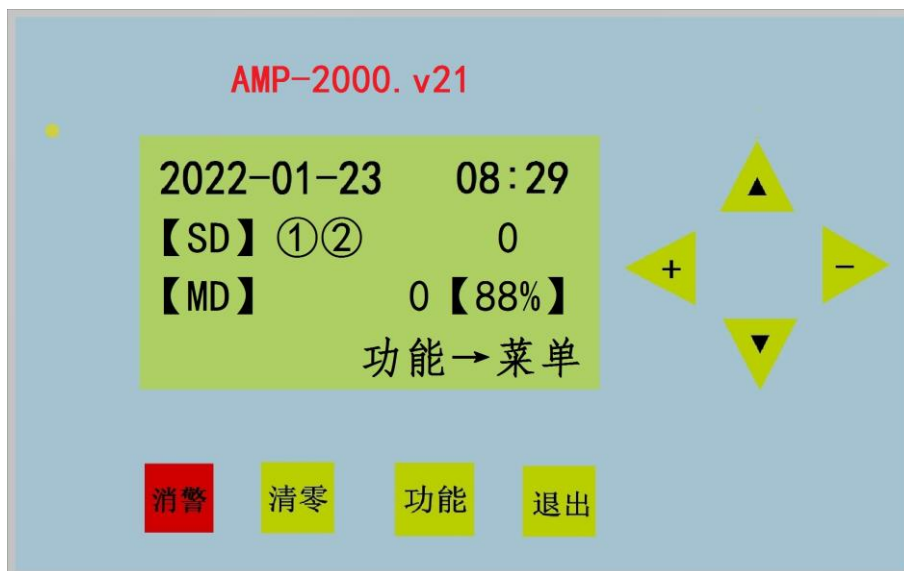 AMP-2000.v21
2022-01-23 08:29
【SD】①② 0
【MD】 0【88%】
功能→菜单
▲
+ −
▼
消警 清零 功能 退出